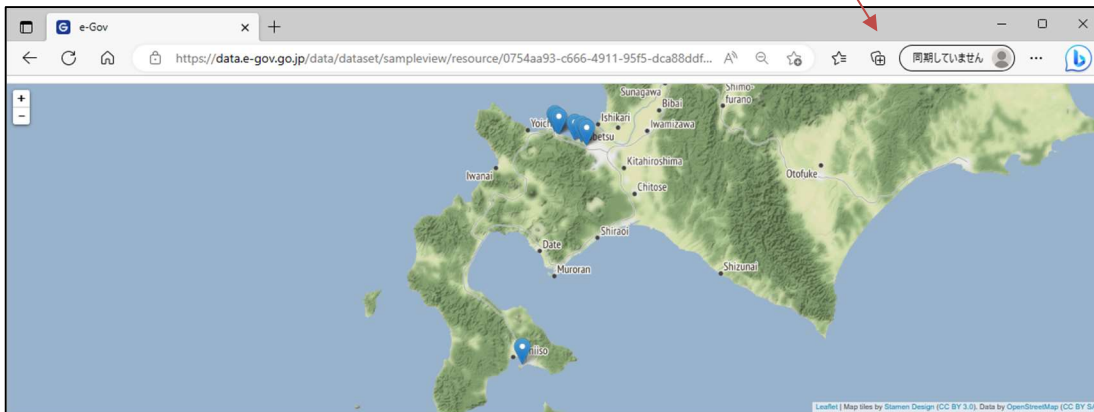 e-Gov
https://data.e-gov.go.jp/data/dataset/sampleview/resource/0754aa93-c666-4911-95f5-dca88ddf...
同期していません
+
−
Sunagawa
Shimo-
furano
Bibai
Ishikari
Iwamizawa
Kitahiroshima
Iwanai
Otofuke
Chitose
Shiraoi
Date
Muroran
Shizunai
Leaflet | Map tiles by Stamen Design (CC BY 3.0). Data by OpenStreetMap (CC BY SA